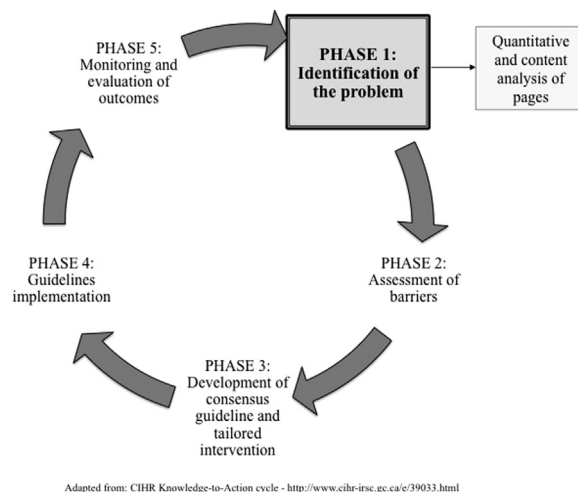 PHASE 1:
Identification of
the problem
Quantitative
and content
analysis of
pages
PHASE 2:
Assessment of
barriers
PHASE 3:
Development of
consensus
guideline and
tailored
intervention
PHASE 4:
Guidelines
implementation
PHASE 5:
Monitoring and
evaluation of
outcomes
Adapted from: CIHR Knowledge-to-Action cycle - http://www.cihr-irsc.gc.ca/e/39033.html